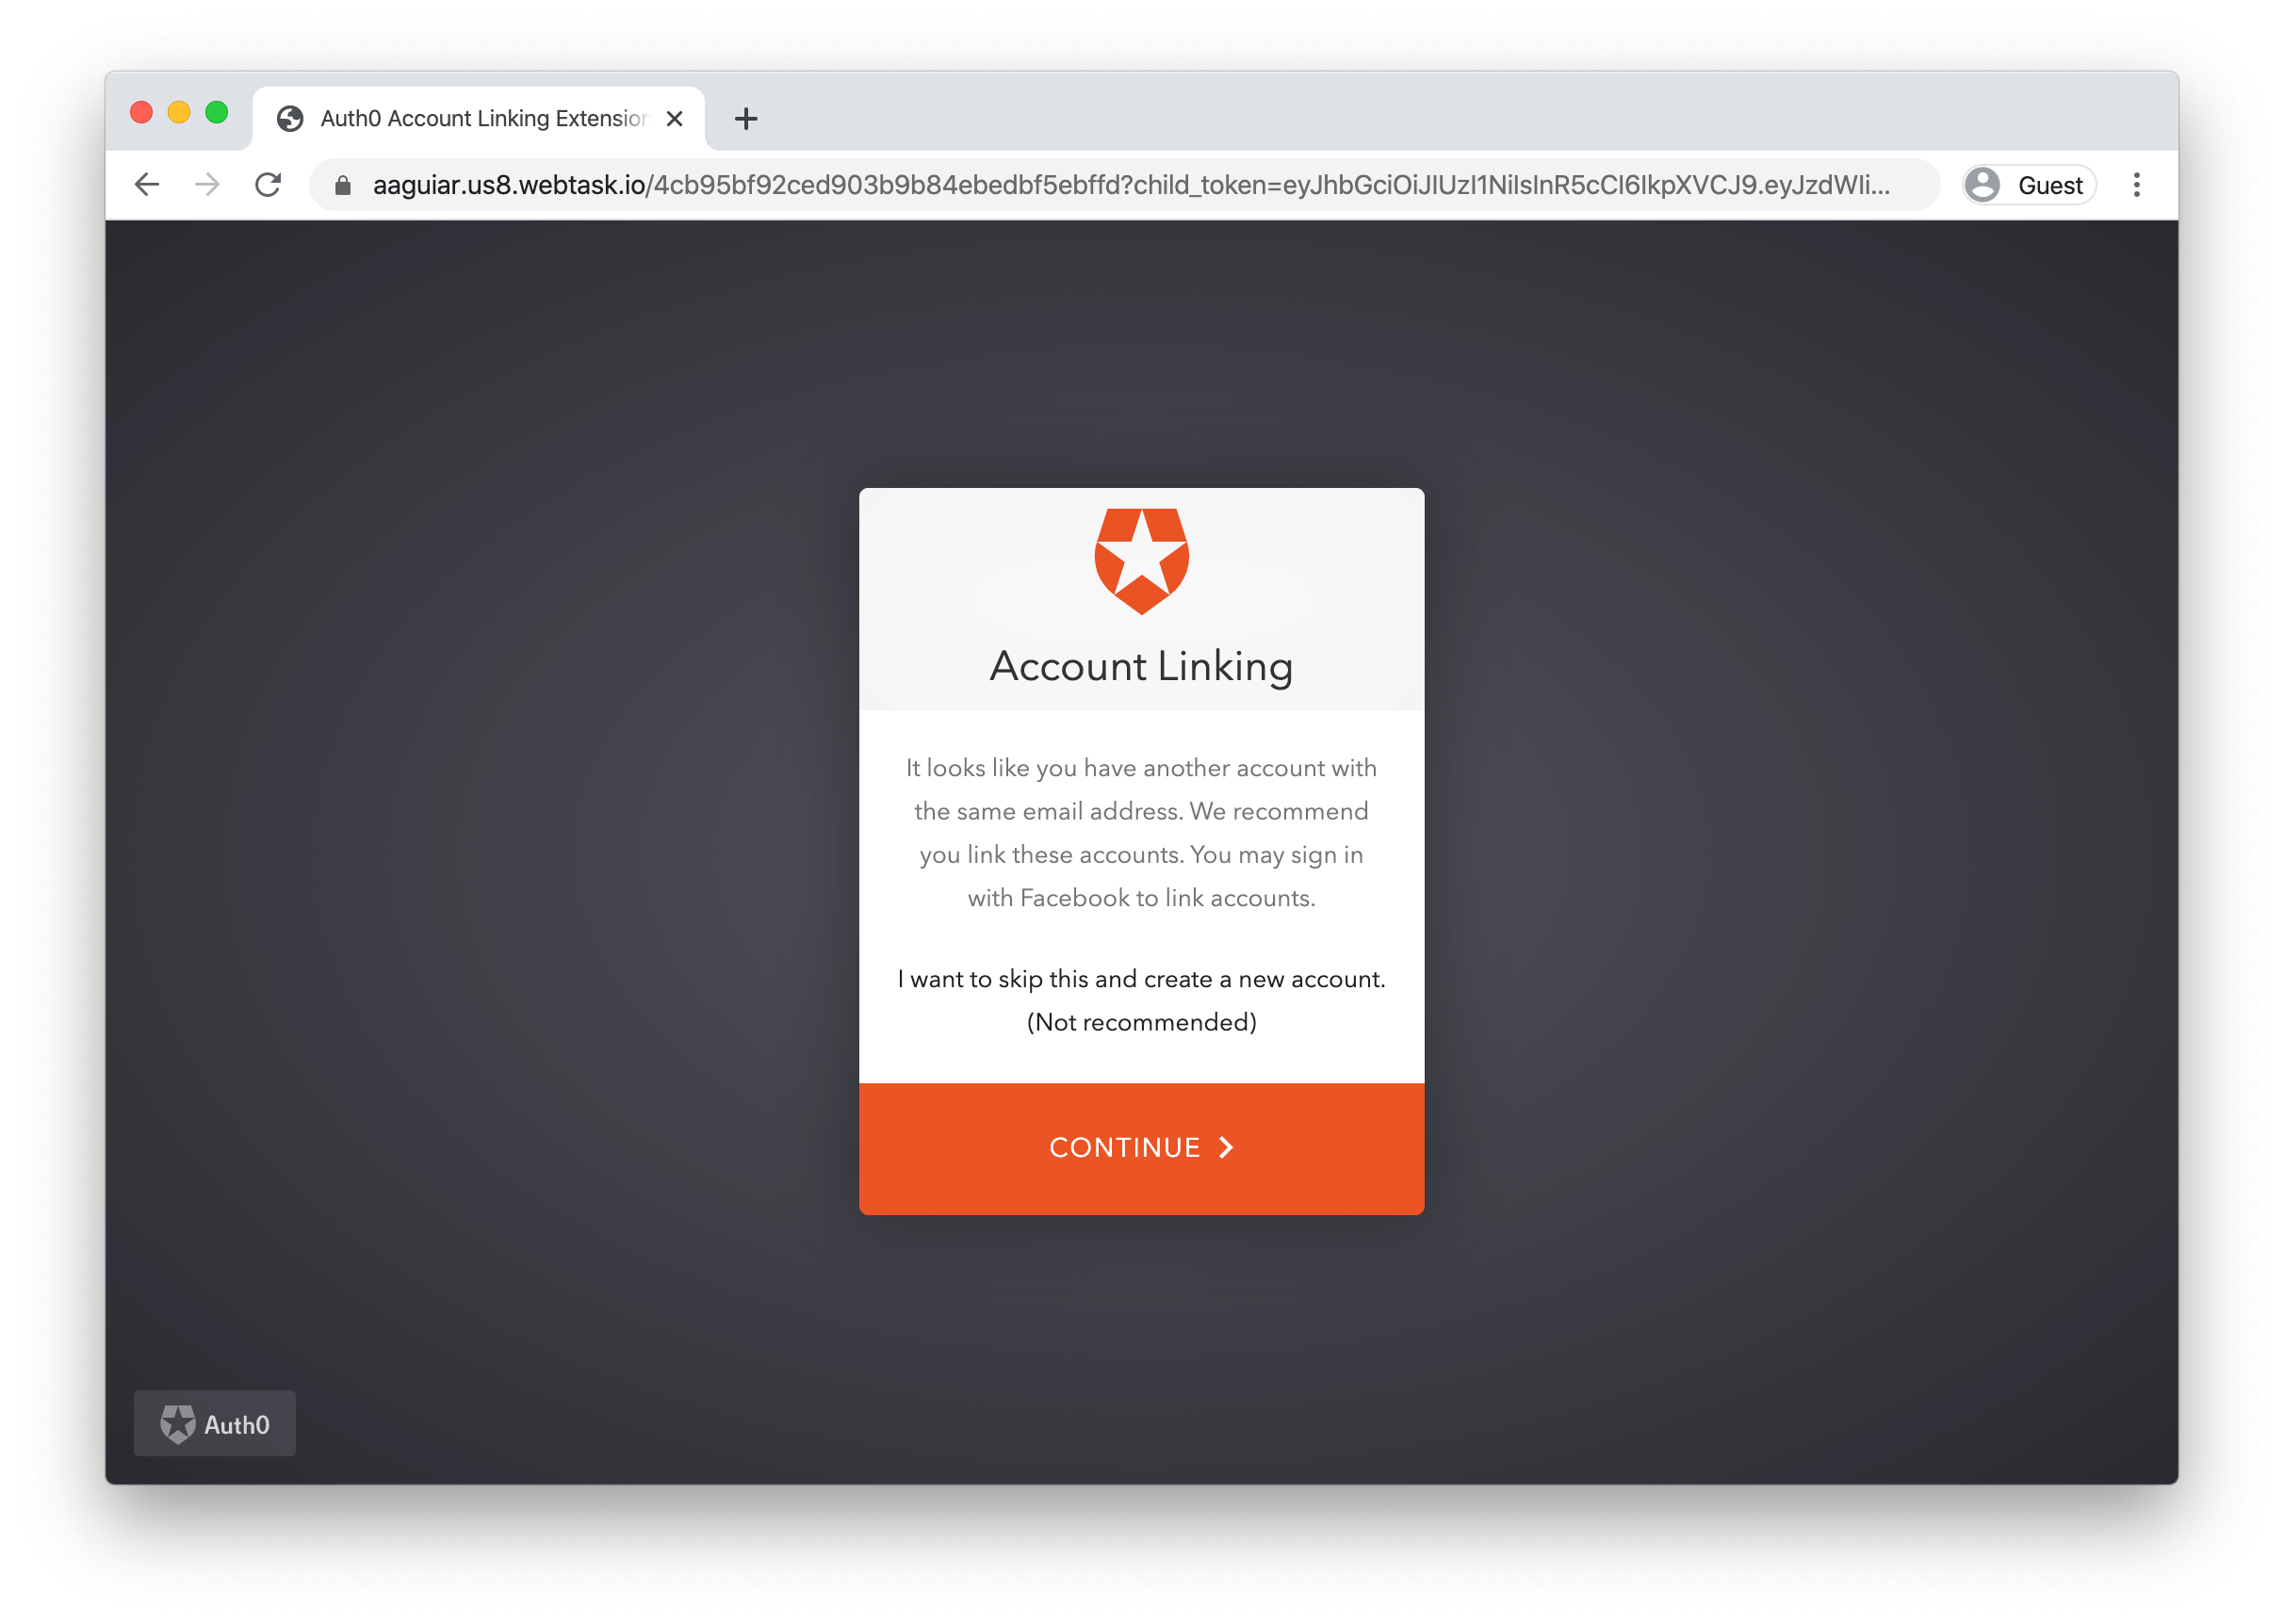 Auth0 Account Linking Extension
aaguiar.us8.webtask.io/4cb95bf92ced903b9b84ebedbf5ebffd?child_token=eyJhbGciOiJIUzI1NiIsInR5cCI6IkpXVCJ9.eyJzdWIi...
Guest
Account Linking
It looks like you have another account with
the same email address. We recommend
you link these accounts. You may sign in
with Facebook to link accounts.
I want to skip this and create a new account.
(Not recommended)
CONTINUE
Auth0